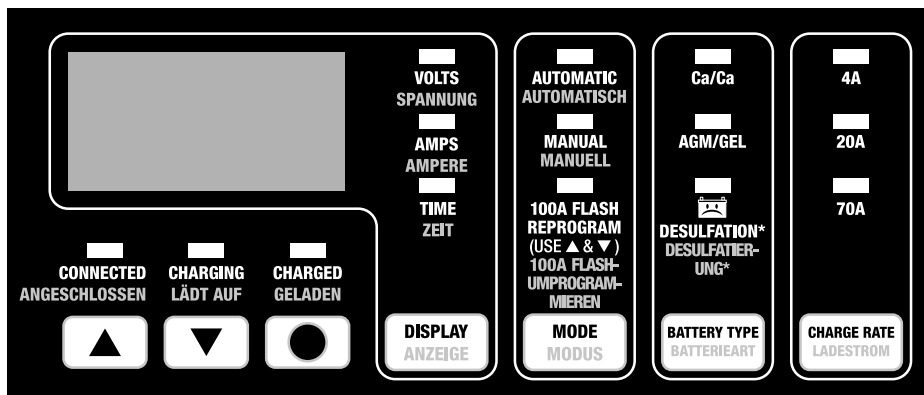 VOLTS
SPANNUNG
AMPS
AMPERE
TIME
ZEIT
CONNECTED
ANGESCHLOSSEN
CHARGING
LÄDT AUF
CHARGED
GELADEN
DISPLAY
ANZEIGE
AUTOMATIC
AUTOMATISCH
MANUAL
MANUELL
100A FLASH
REPROGRAM
(USE ▲ & ▼)
100A FLASH-
UMPROGRAM-
MIEREN
MODE
MODUS
Ca/Ca
AGM/GEL
DESULFATION*
DESULFATIER-
UNG*
BATTERY TYPE
BATTERIEART
4A
20A
70A
CHARGE RATE
LADESTROM